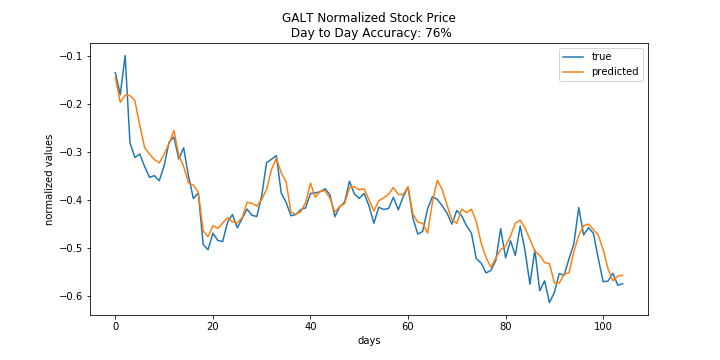 GALT Normalized Stock Price
Day to Day Accuracy: 76%
true
predicted
normalized values
−0.1
−0.2
−0.3
−0.4
−0.5
−0.6
0
20
40
60
80
100
days